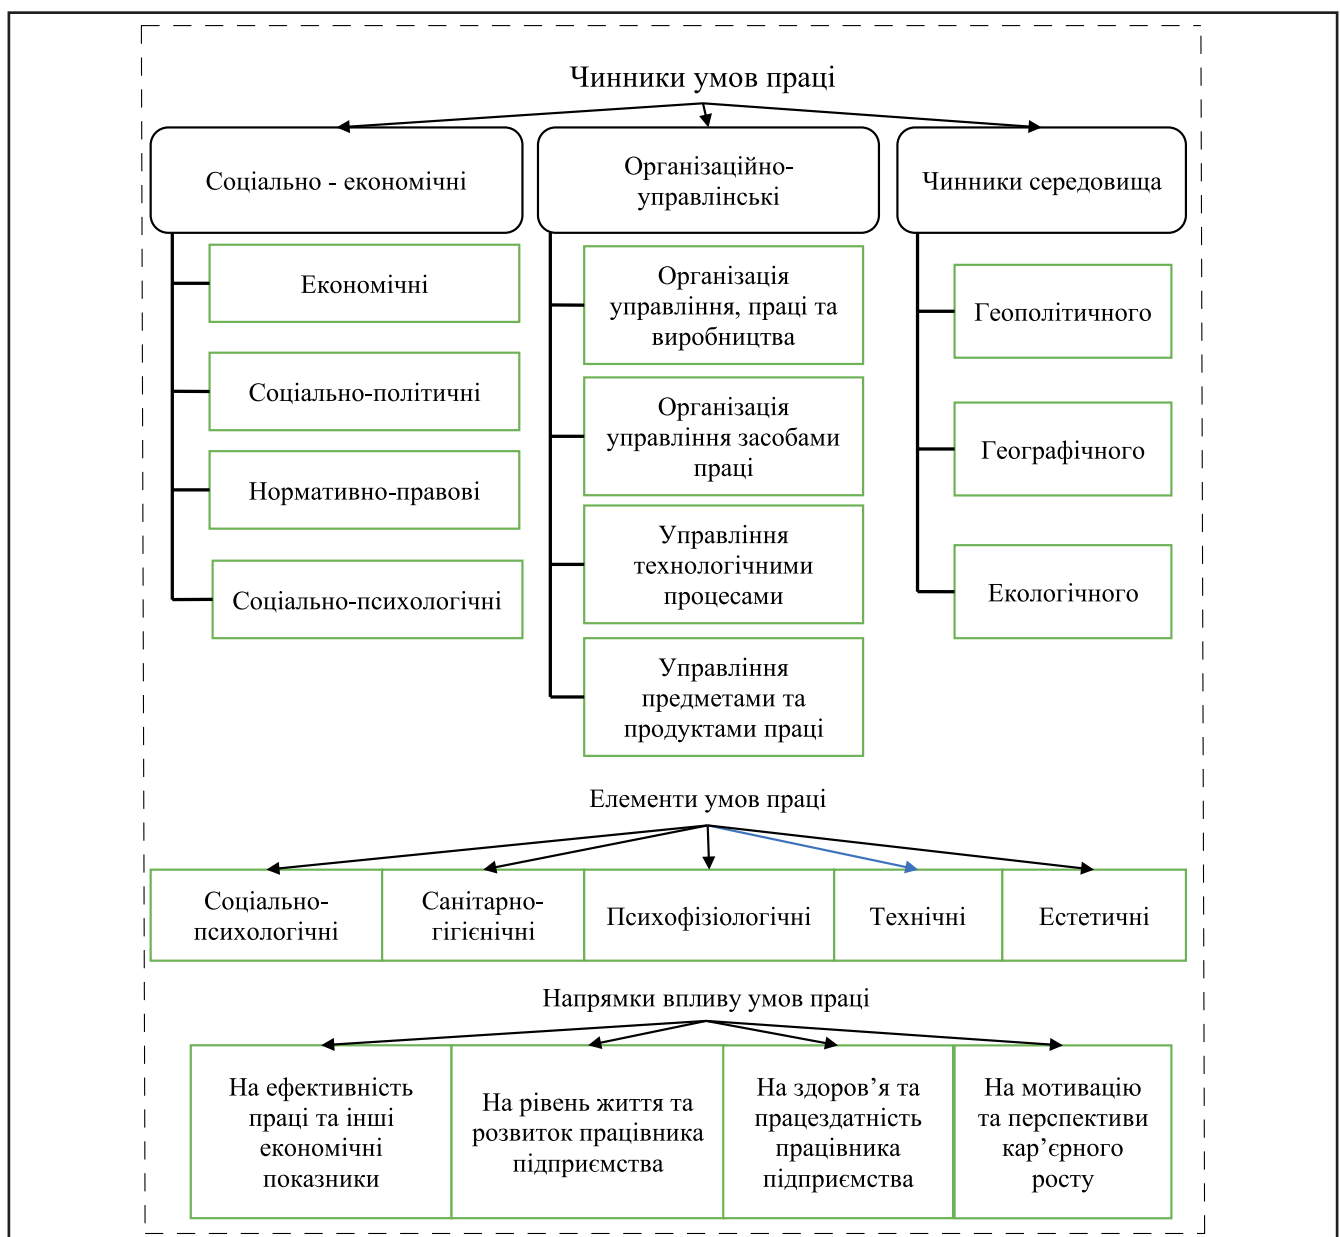 Чинники умов праці
Соціально - економічні
Організаційно-
управлінські
Чинники середовища
Економічні
Соціально-політичні
Нормативно-правові
Соціально-психологічні
Організація
управління, праці та
виробництва
Організація
управління засобами
праці
Управління
технологічними
процесами
Управління
предметами та
продуктами праці
Геополітичного
Географічного
Екологічного
Елементи умов праці
Соціально-
психологічні
Санітарно-
гігієнічні
Психофізіологічні
Технічні
Естетичні
Напрямки впливу умов праці
На ефективність
праці та інші
економічні
показники
На рівень життя та
розвиток працівника
підприємства
На здоров’я та
працездатність
працівника
підприємства
На мотивацію
та перспективи
кар’єрного
росту